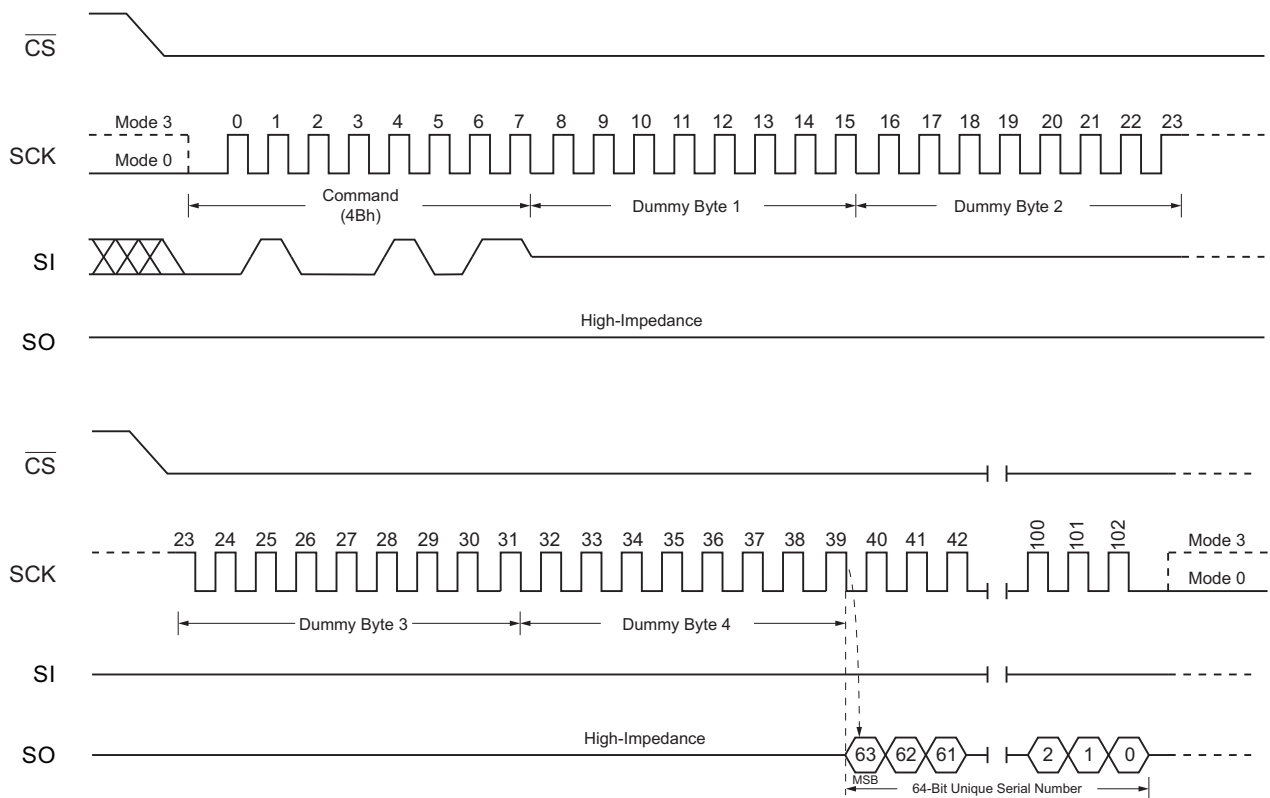 CS
Mode 3
0 1 2 3 4 5 6 7 8 9 10 11 12 13 14 15 16 17 18 19 20 21 22 23
SCK
Mode 0
Command
(4Bh)
Dummy Byte 1
Dummy Byte 2
SI
High-Impedance
SO
CS
23 24 25 26 27 28 29 30 31 32 33 34 35 36 37 38 39 40 41 42 100 101 102
Mode 3
SCK
Mode 0
Dummy Byte 3
Dummy Byte 4
SI
High-Impedance
SO
63 62 61 2 1 0
MSB
64-Bit Unique Serial Number